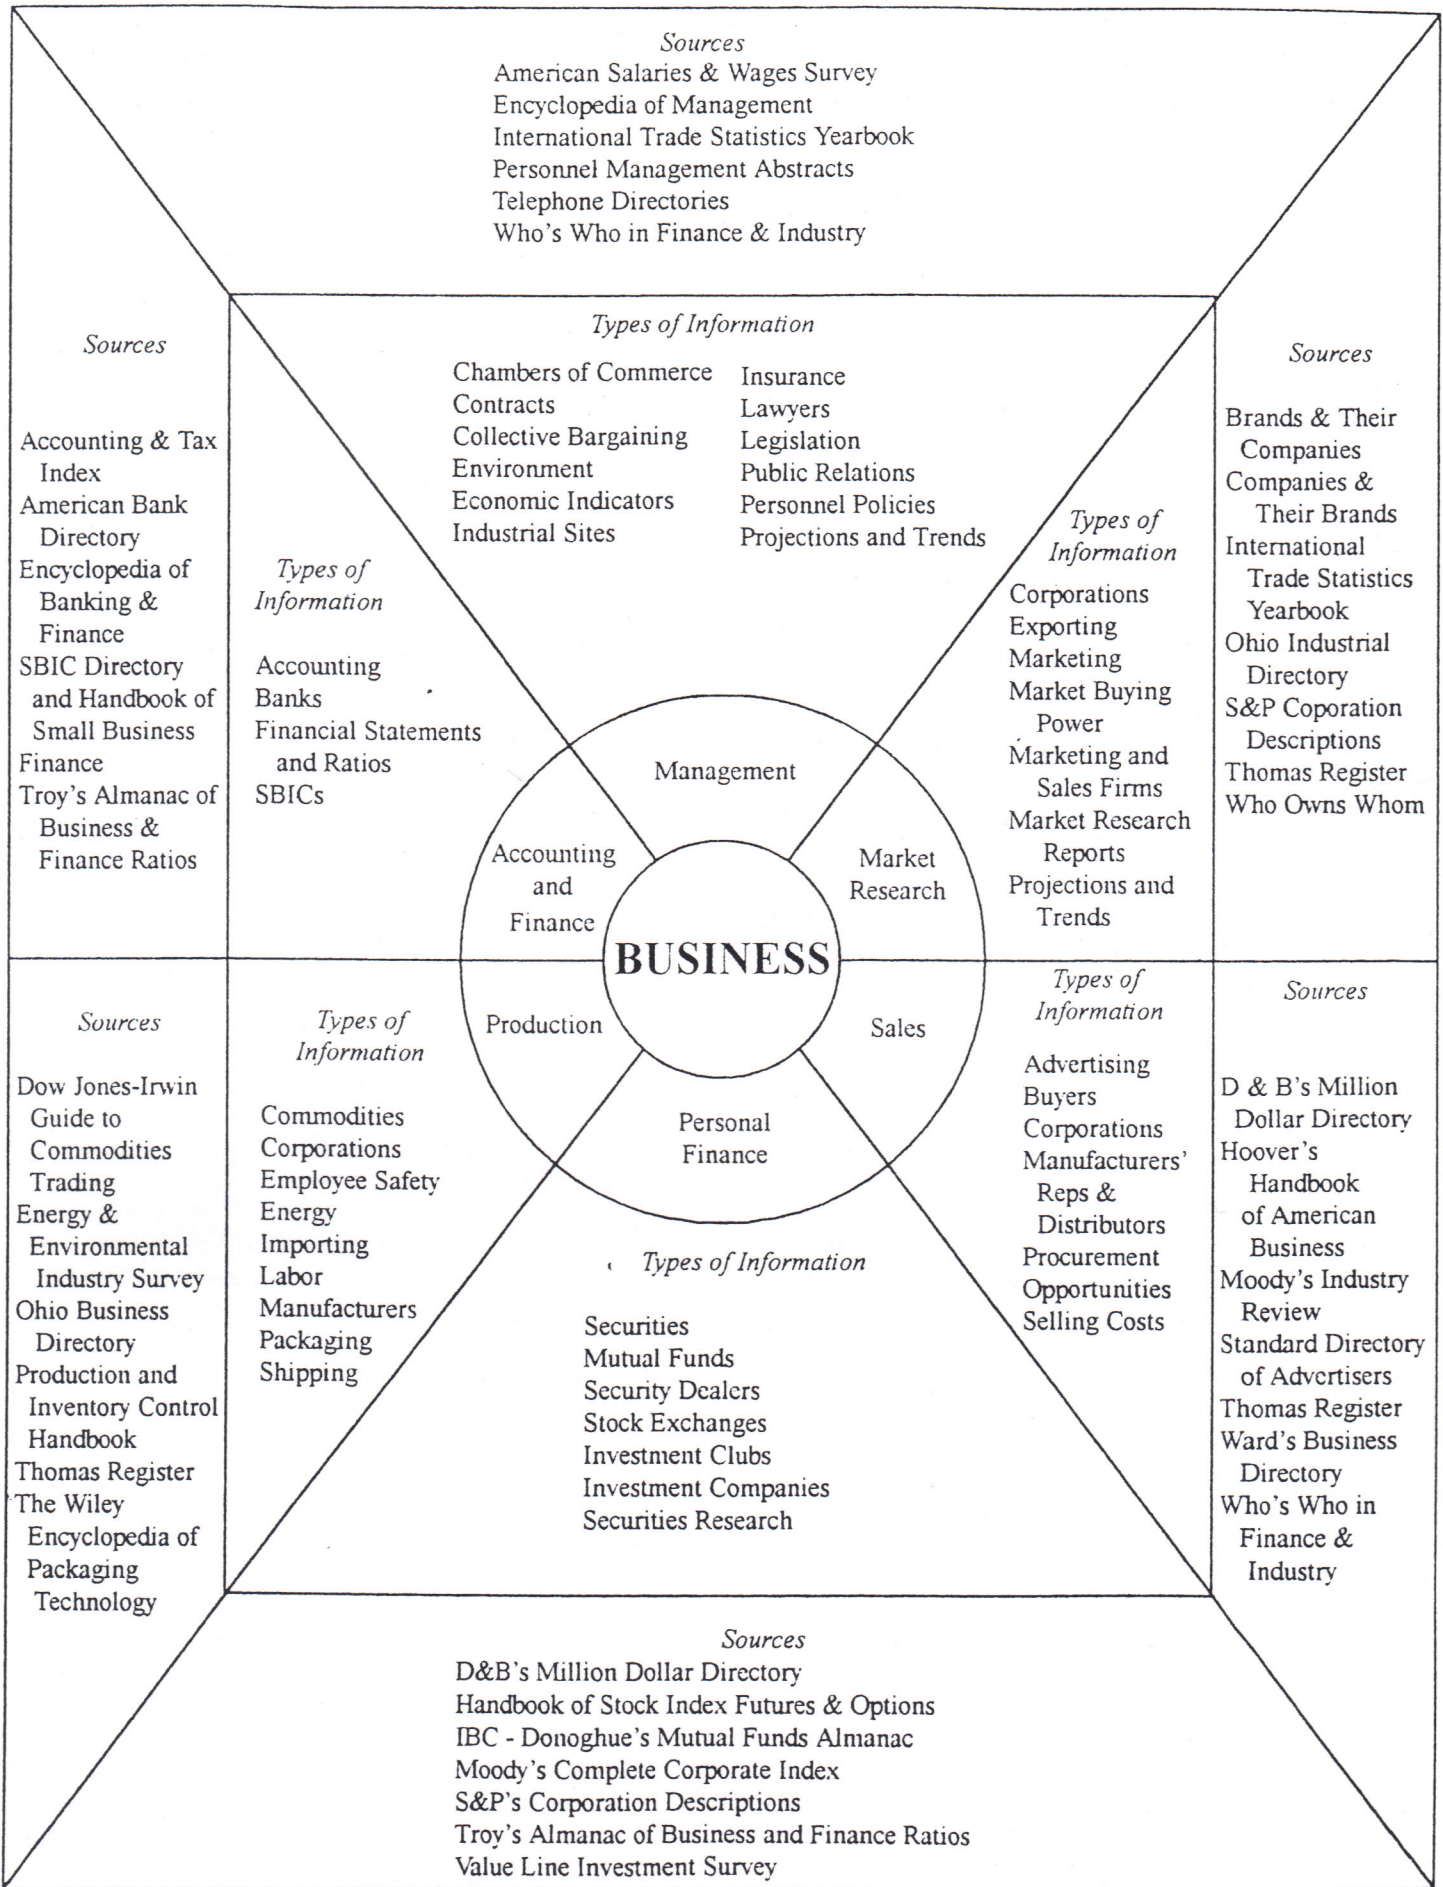 Sources
American Salaries & Wages Survey
Encyclopedia of Management
International Trade Statistics Yearbook
Personnel Management Abstracts
Telephone Directories
Who's Who in Finance & Industry
Types of Information
Chambers of Commerce
Contracts
Collective Bargaining
Environment
Economic Indicators
Industrial Sites
Insurance
Lawyers
Legislation
Public Relations
Personnel Policies
Projections and Trends
Sources
Accounting & Tax
Index
American Bank
Directory
Encyclopedia of
Banking &
Finance
SBIC Directory
and Handbook of
Small Business
Finance
Troy's Almanac of
Business &
Finance Ratios
Types of
Information
Accounting
Banks
Financial Statements
and Ratios
SBICs
Types of
Information
Corporations
Exporting
Marketing
Market Buying
Power
Marketing and
Sales Firms
Market Research
Reports
Projections and
Trends
Sources
Brands & Their
Companies
Companies &
Their Brands
International
Trade Statistics
Yearbook
Ohio Industrial
Directory
S&P Coporation
Descriptions
Thomas Register
Who Owns Whom
Management
Accounting
and
Finance
Market
Research
BUSINESS
Production
Sales
Personal
Finance
Sources
Dow Jones-Irwin
Guide to
Commodities
Trading
Energy &
Environmental
Industry Survey
Ohio Business
Directory
Production and
Inventory Control
Handbook
Thomas Register
The Wiley
Encyclopedia of
Packaging
Technology
Types of
Information
Commodities
Corporations
Employee Safety
Energy
Importing
Labor
Manufacturers
Packaging
Shipping
Types of Information
Securities
Mutual Funds
Security Dealers
Stock Exchanges
Investment Clubs
Investment Companies
Securities Research
Types of
Information
Advertising
Buyers
Corporations
Manufacturers'
Reps &
Distributors
Procurement
Opportunities
Selling Costs
Sources
D & B's Million
Dollar Directory
Hoover's
Handbook
of American
Business
Moody's Industry
Review
Standard Directory
of Advertisers
Thomas Register
Ward's Business
Directory
Who's Who in
Finance &
Industry
Sources
D&B's Million Dollar Directory
Handbook of Stock Index Futures & Options
IBC - Donoghue's Mutual Funds Almanac
Moody's Complete Corporate Index
S&P's Corporation Descriptions
Troy's Almanac of Business and Finance Ratios
Value Line Investment Survey